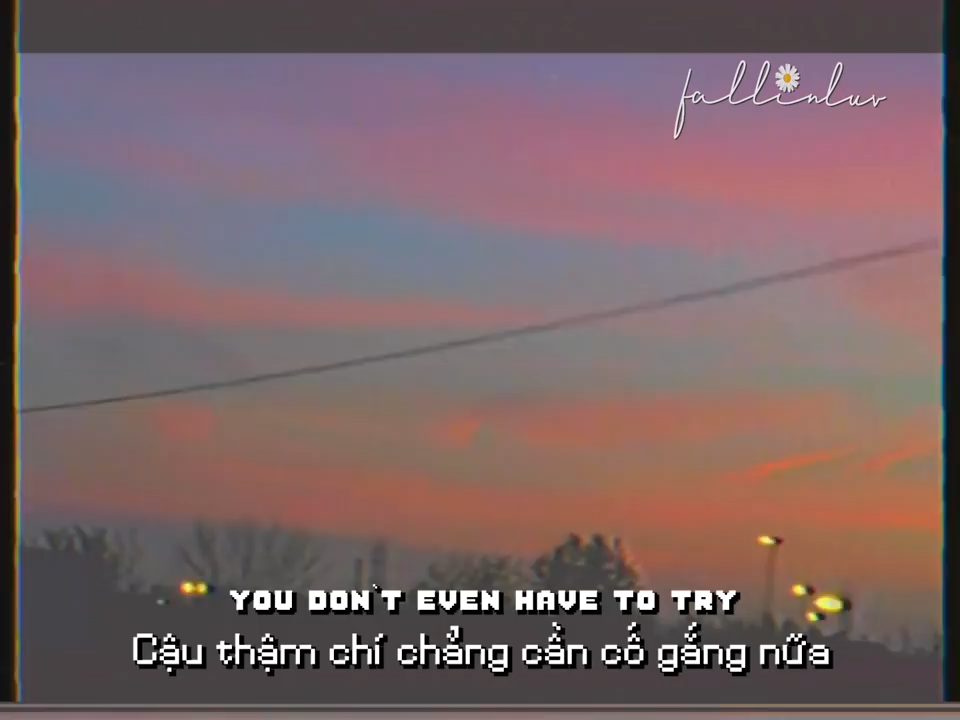 fallinluv
YOU DON'T EVEN HAVE TO TRY
Cậu thậm chí chẳng cần cố gắng nữa